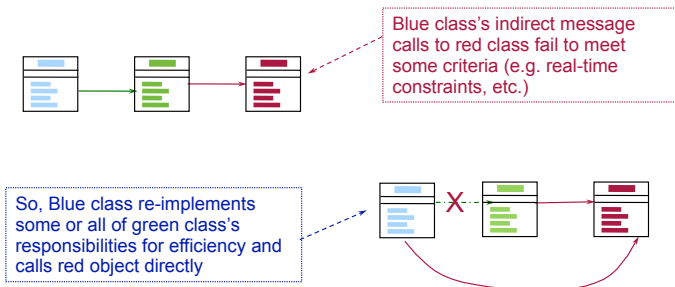 Blue class's indirect message
calls to red class fail to meet
some criteria (e.g. real-time
constraints, etc.)
X
So, Blue class re-implements
some or all of green class's
responsibilities for efficiency and
calls red object directly